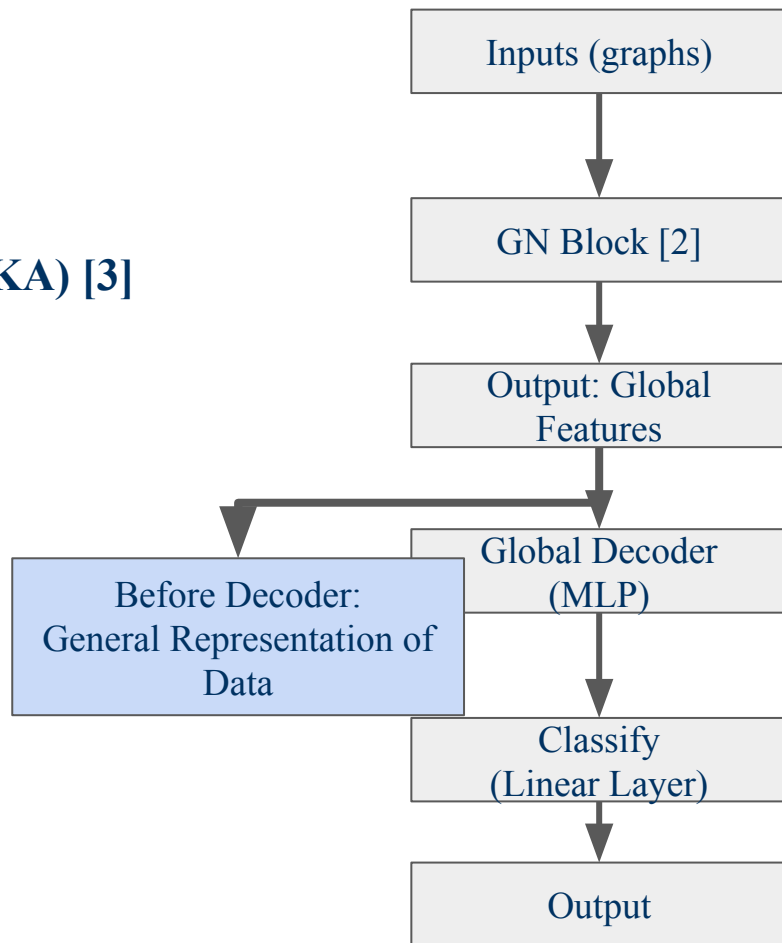 Inputs (graphs)
GN Block [2]
KA) [3]
Output: Global
Features
Before Decoder:
General Representation of
Data
Global Decoder
(MLP)
Classify
(Linear Layer)
Output